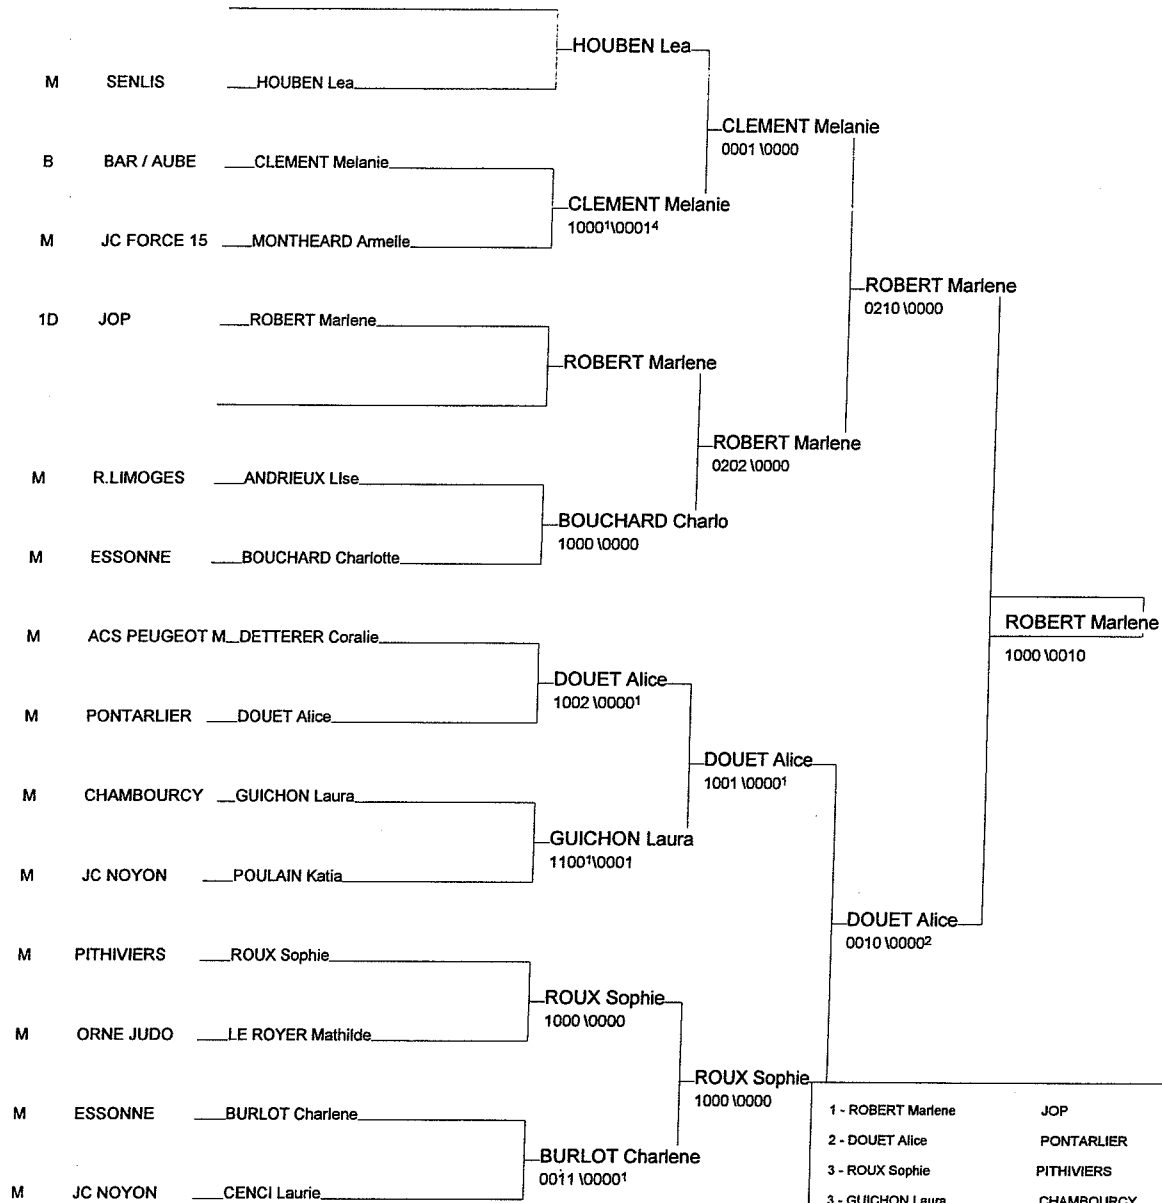 HOUBEN Lea
M SENLIS HOUBEN Lea
CLEMENT Melanie
0001 \0000
B BAR / AUBE CLEMENT Melanie
CLEMENT Melanie
1000¹\0001⁴
M JC FORCE 15 MONTHEARD Armelle
ROBERT Marlene
0210 \0000
1D JOP ROBERT Marlene
ROBERT Marlene
ROBERT Marlene
0202 \0000
M R.LIMOGES ANDRIEUX Lise
BOUCHARD Charlo
1000 \0000
M ESSONNE BOUCHARD Charlotte
ROBERT Marlene
1000 \0010
M ACS PEUGEOT M DETTERER Coralie
DOUET Alice
1002 \0000¹
M PONTARLIER DOUET Alice
DOUET Alice
1001 \0000¹
M CHAMBOURCY GUICHON Laura
GUICHON Laura
1100¹\0001
M JC NOYON POULAIN Katia
DOUET Alice
0010 \0000²
M PITHIVIERS ROUX Sophie
ROUX Sophie
1000 \0000
M ORNE JUDO LE ROYER Mathilde
ROUX Sophie
1000 \0000
M ESSONNE BURLOT Charlene
BURLOT Charlene
0011 \0000¹
M JC NOYON CENCI Laurie
1 - ROBERT Marlene JOP
2 - DOUET Alice PONTARLIER
3 - ROUX Sophie PITHIVIERS
3 - GUICHON Laura CHAMBOURCY